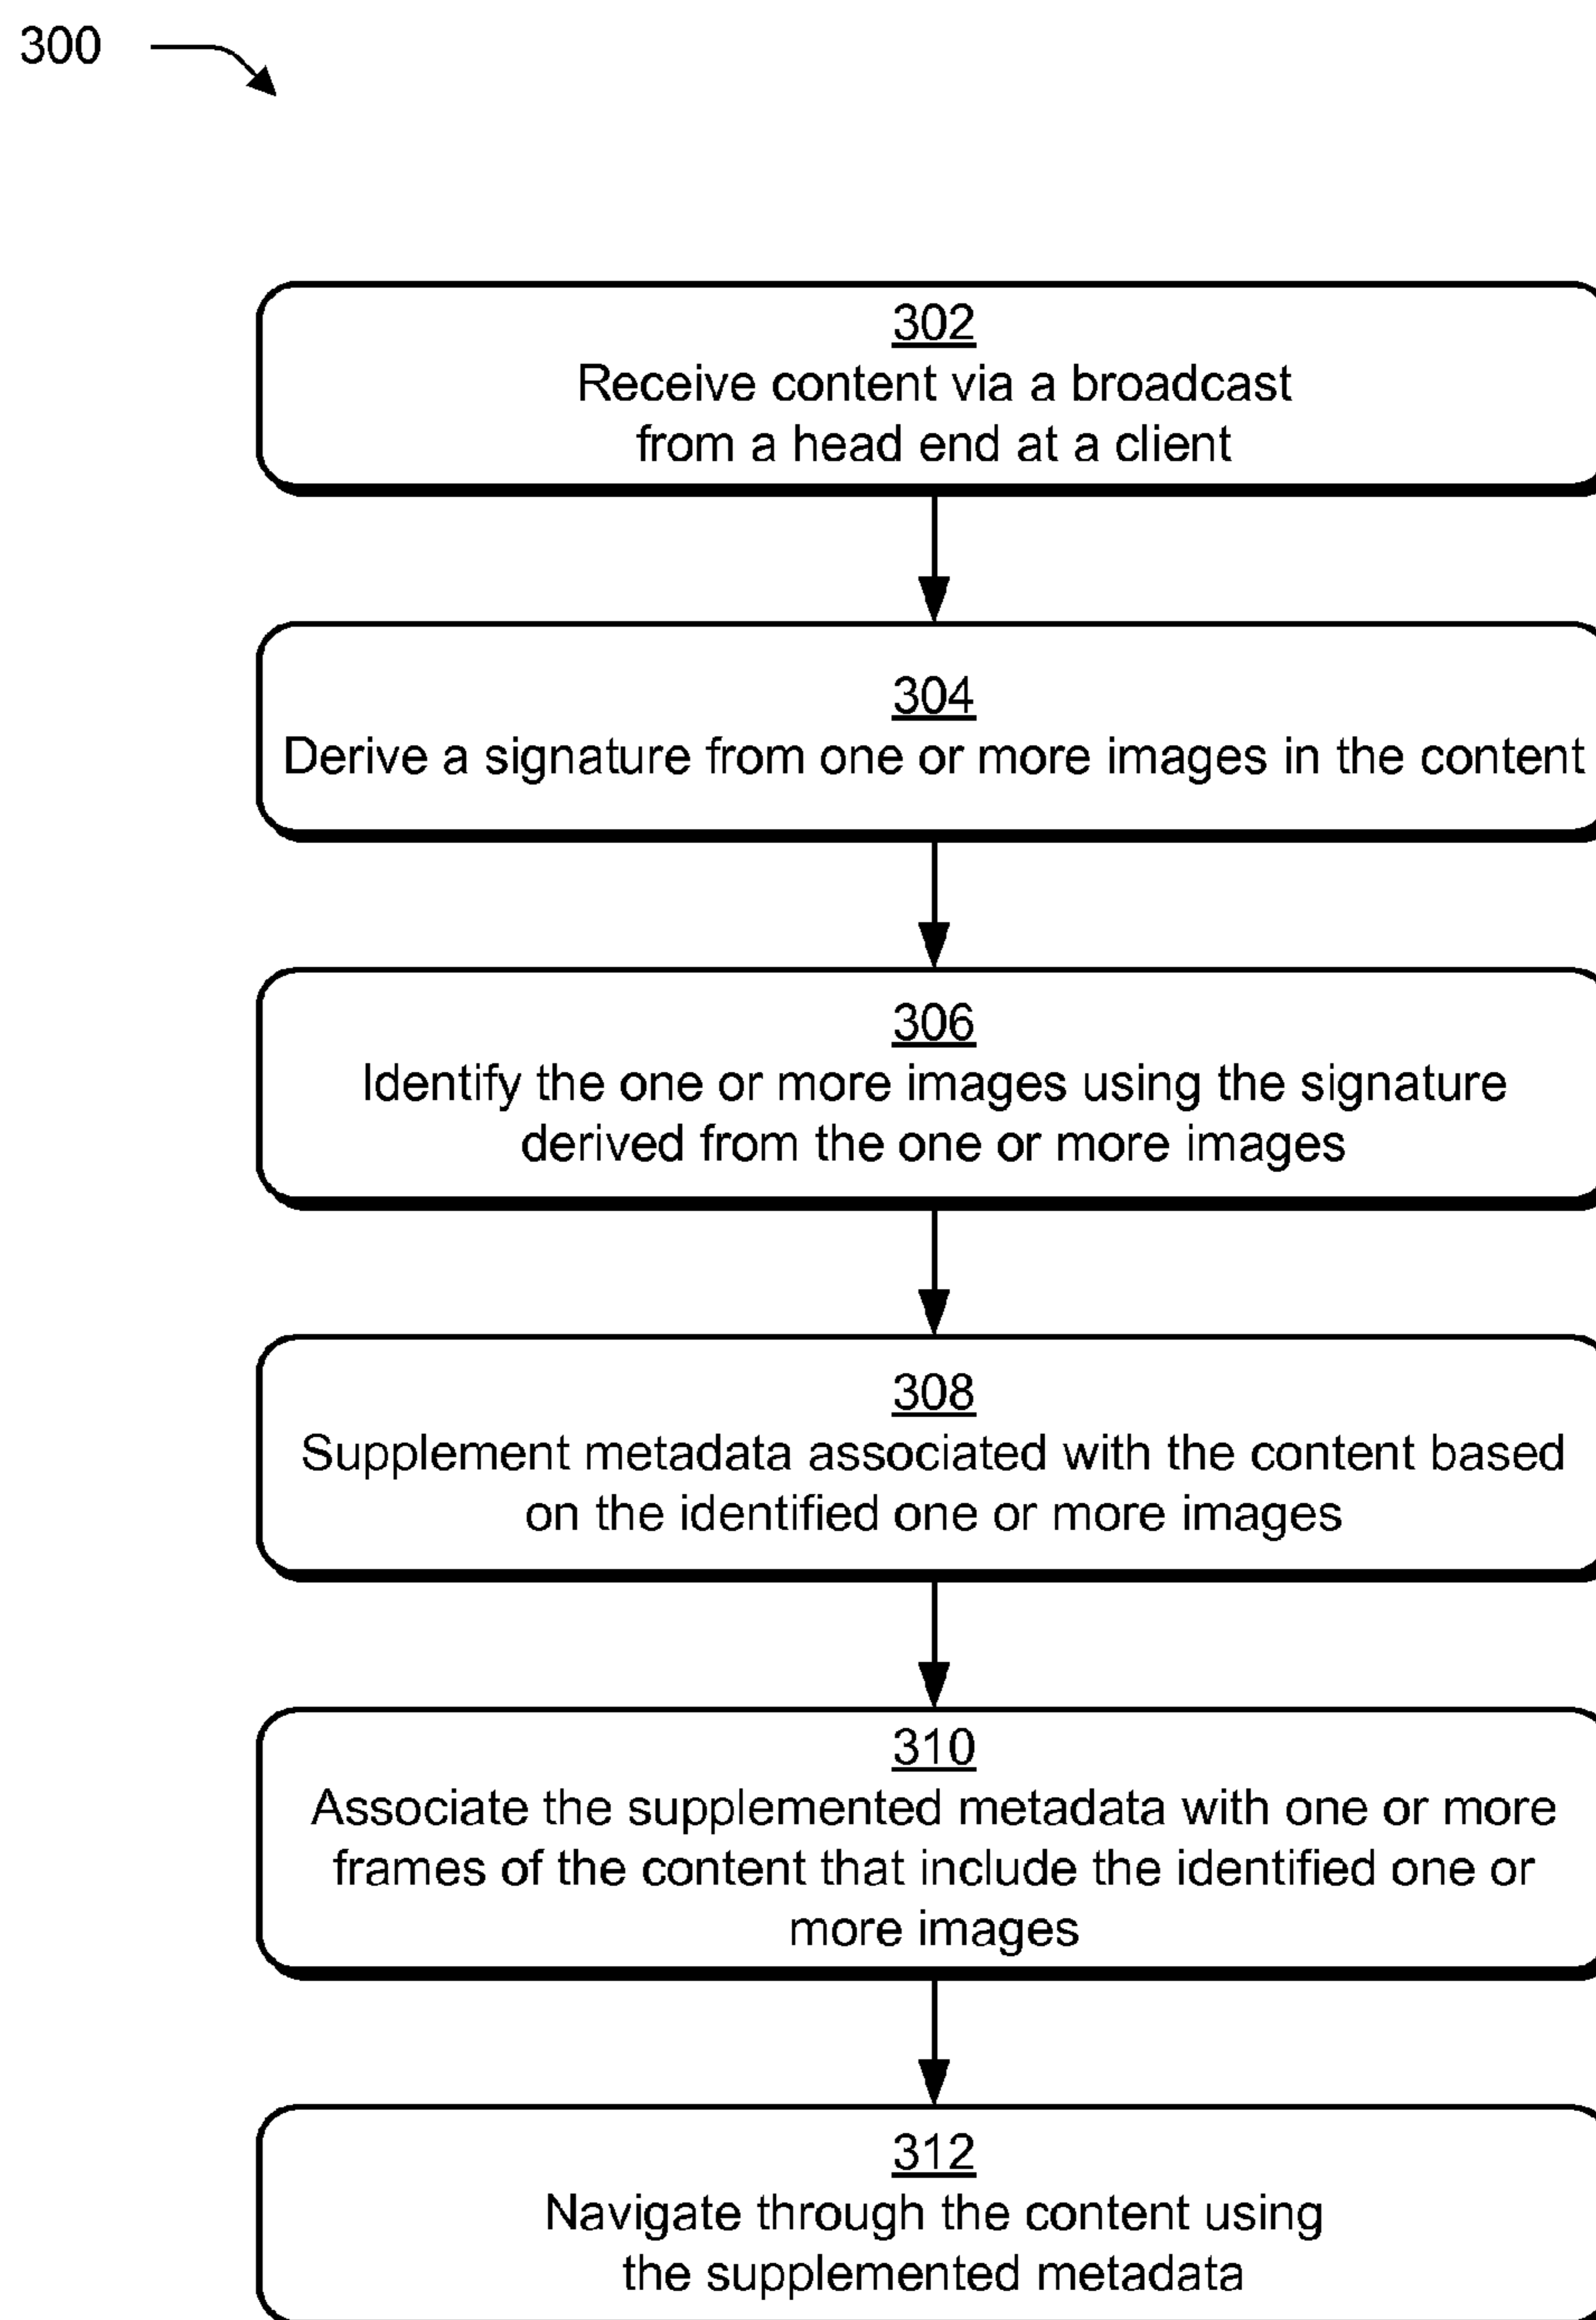 300
302
Receive content via a broadcast
from a head end at a client
304
Derive a signature from one or more images in the content
306
Identify the one or more images using the signature
derived from the one or more images
308
Supplement metadata associated with the content based
on the identified one or more images
310
Associate the supplemented metadata with one or more
frames of the content that include the identified one or
more images
312
Navigate through the content using
the supplemented metadata